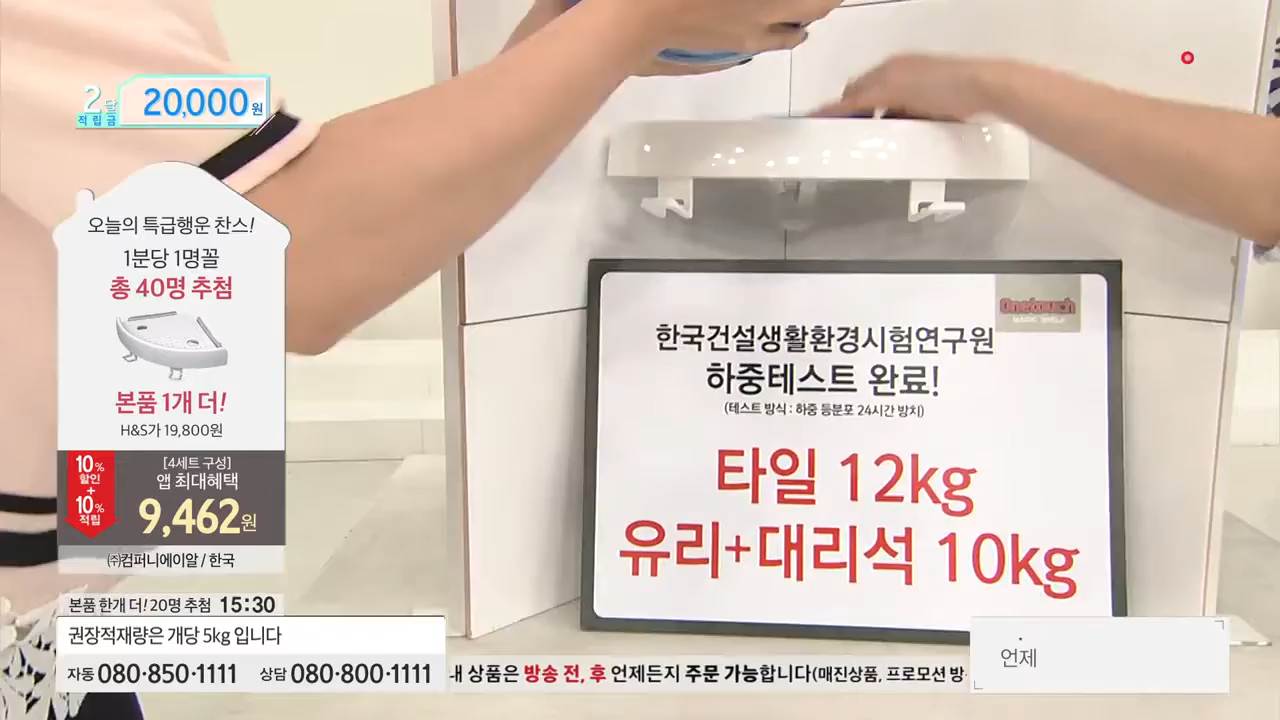 2달
적립금
20,000원
오늘의 특급행운 찬스!
1분당 1명꼴
총 40명 추첨
본품 1개 더!
H&S가 19,800원
10%
할인
+
10%
적립
[4세트 구성]
앱 최대혜택
9,462원
㈜컴퍼니에이알 / 한국
본품 한개 더! 20명 추첨 15:30
권장적재량은 개당 5kg 입니다
자동 080·850·1111 상담 080·800·1111
내 상품은 방송 전, 후 언제든지 주문 가능합니다(매진상품, 프로모션 방
언제
Onetouch
MAGIC SHELF
한국건설생활환경시험연구원
하중테스트 완료!
(테스트 방식 : 하중 등분포 24시간 방치)
타일 12kg
유리+대리석 10kg